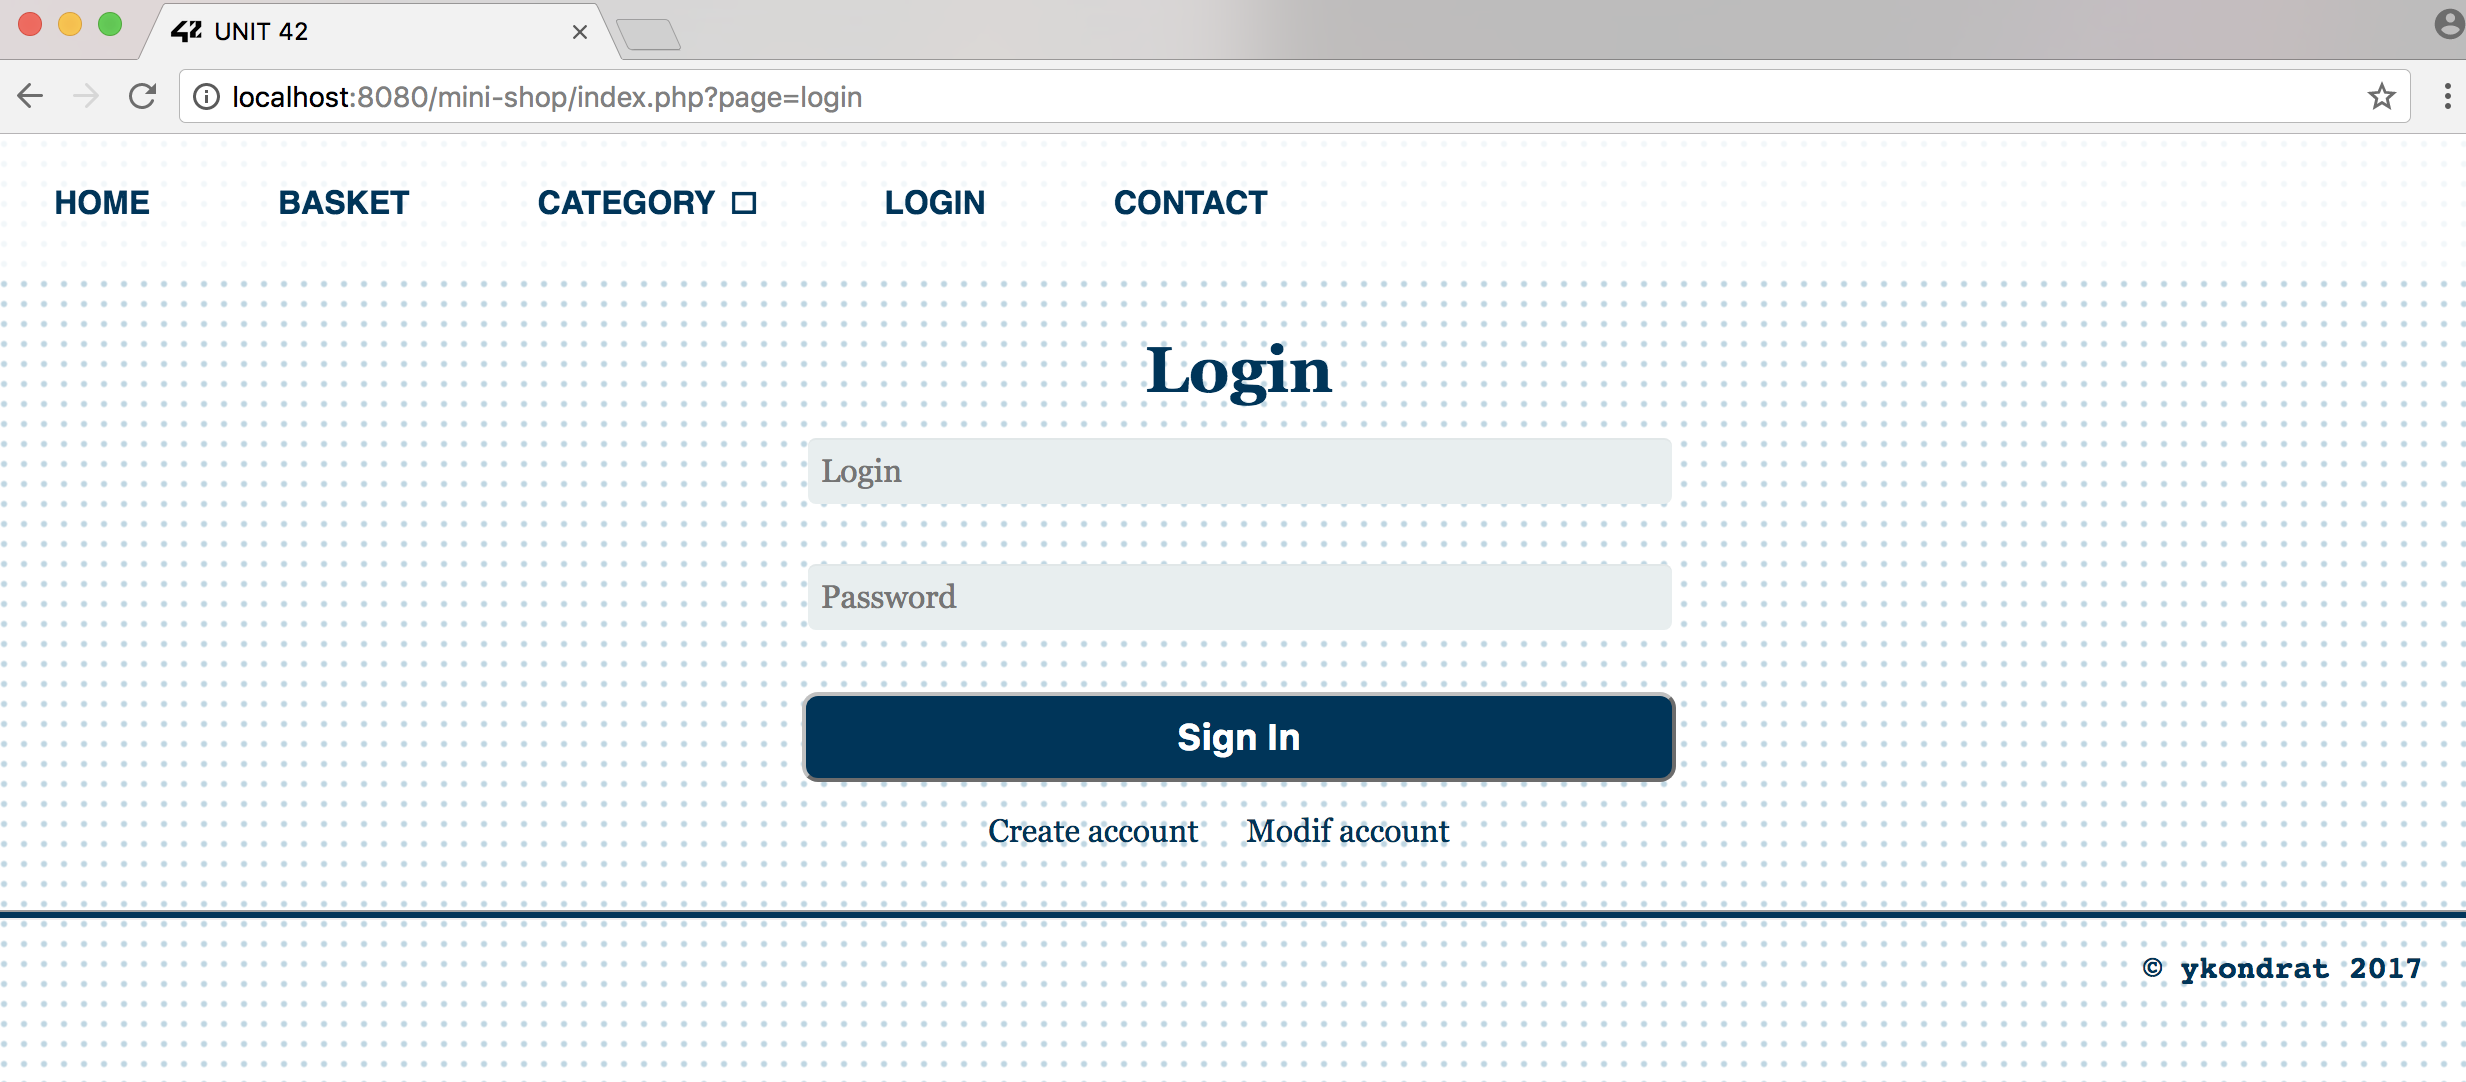 42 UNIT 42
localhost:8080/mini-shop/index.php?page=login
HOME BASKET CATEGORY LOGIN CONTACT
Login
Login
Password
Sign In
Create account Modif account
© ykondrat 2017